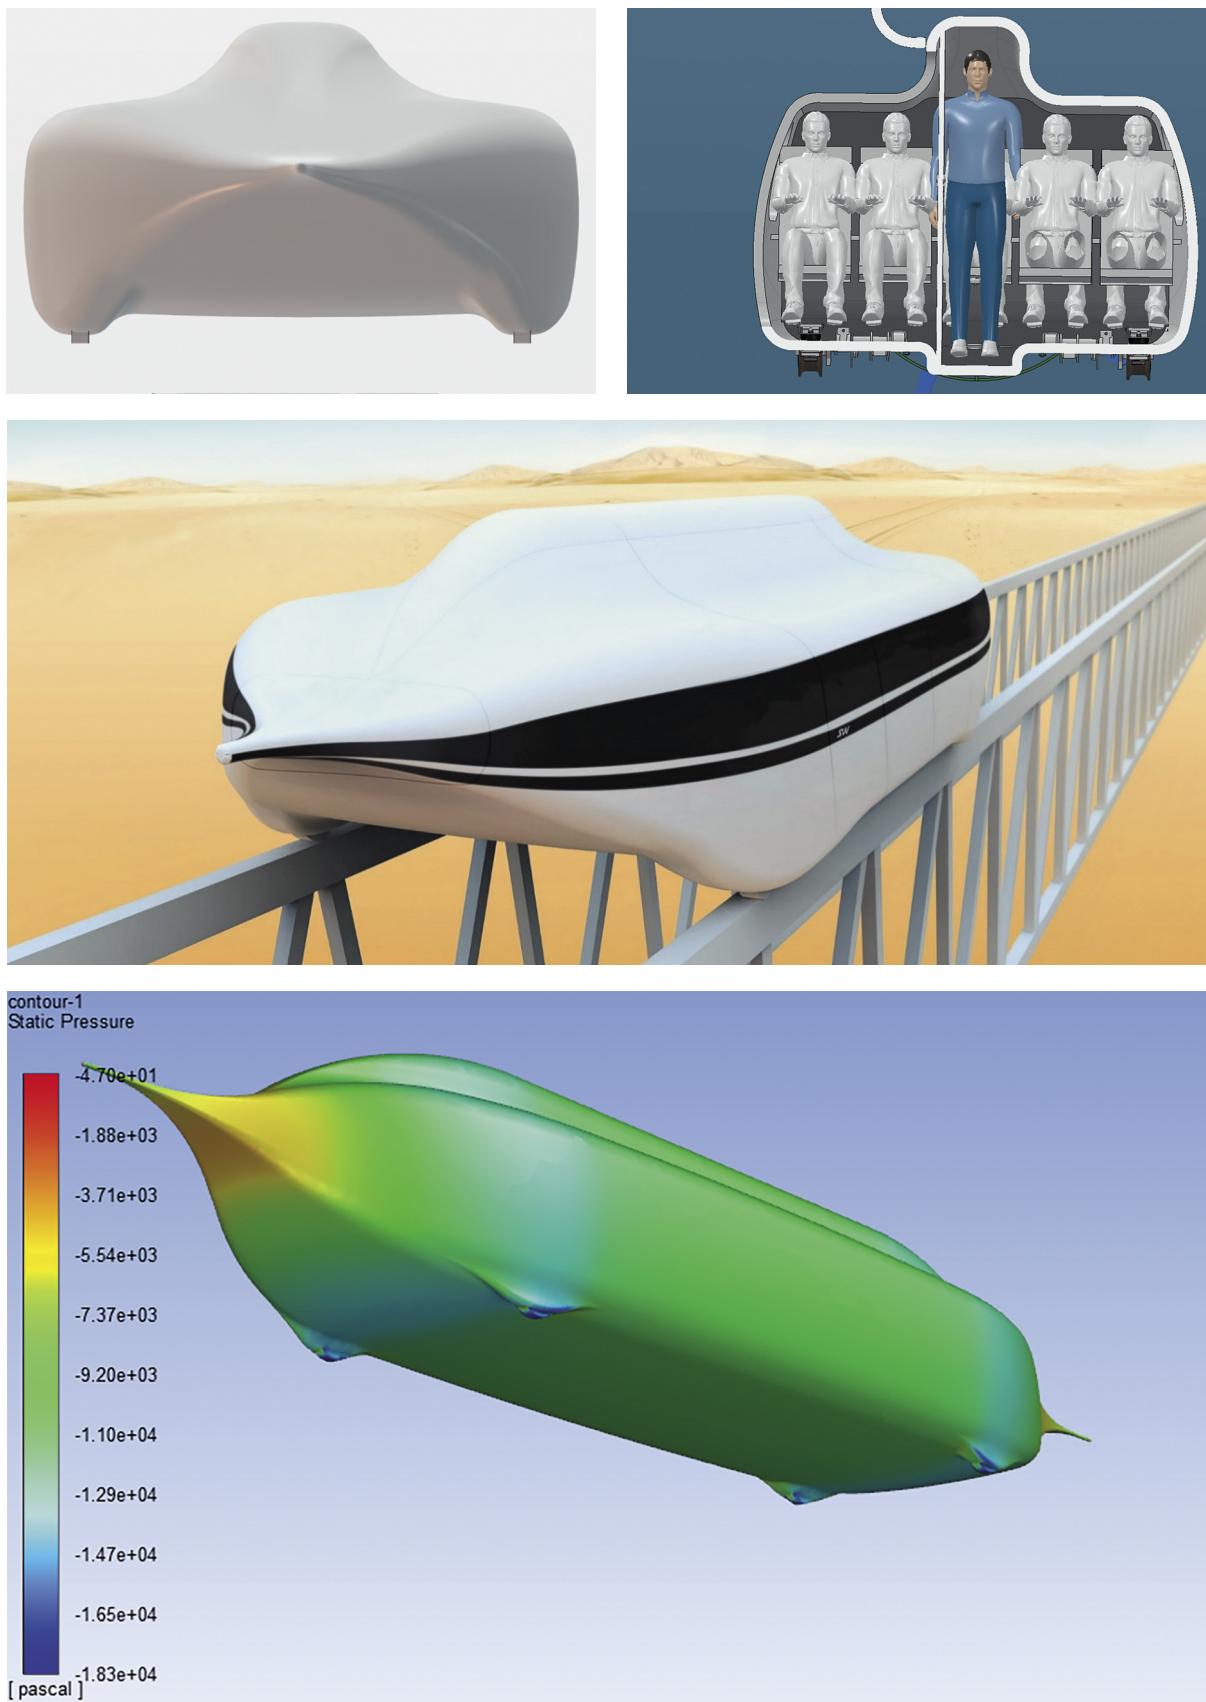 SW
contour-1
Static Pressure
-4.70e+01
-1.88e+03
-3.71e+03
-5.54e+03
-7.37e+03
-9.20e+03
-1.10e+04
-1.29e+04
-1.47e+04
-1.65e+04
-1.83e+04
[ pascal ]